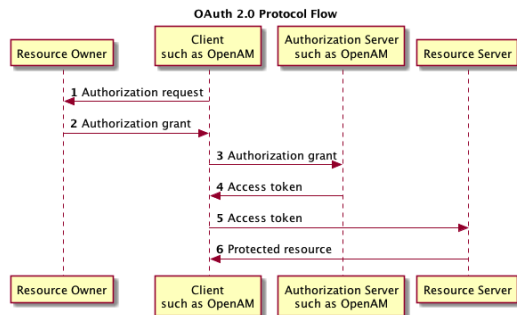 OAuth 2.0 Protocol Flow
Resource Owner
Client
such as OpenAM
Authorization Server
such as OpenAM
Resource Server
1 Authorization request
2 Authorization grant
3 Authorization grant
4 Access token
5 Access token
6 Protected resource
Resource Owner
Client
such as OpenAM
Authorization Server
such as OpenAM
Resource Server